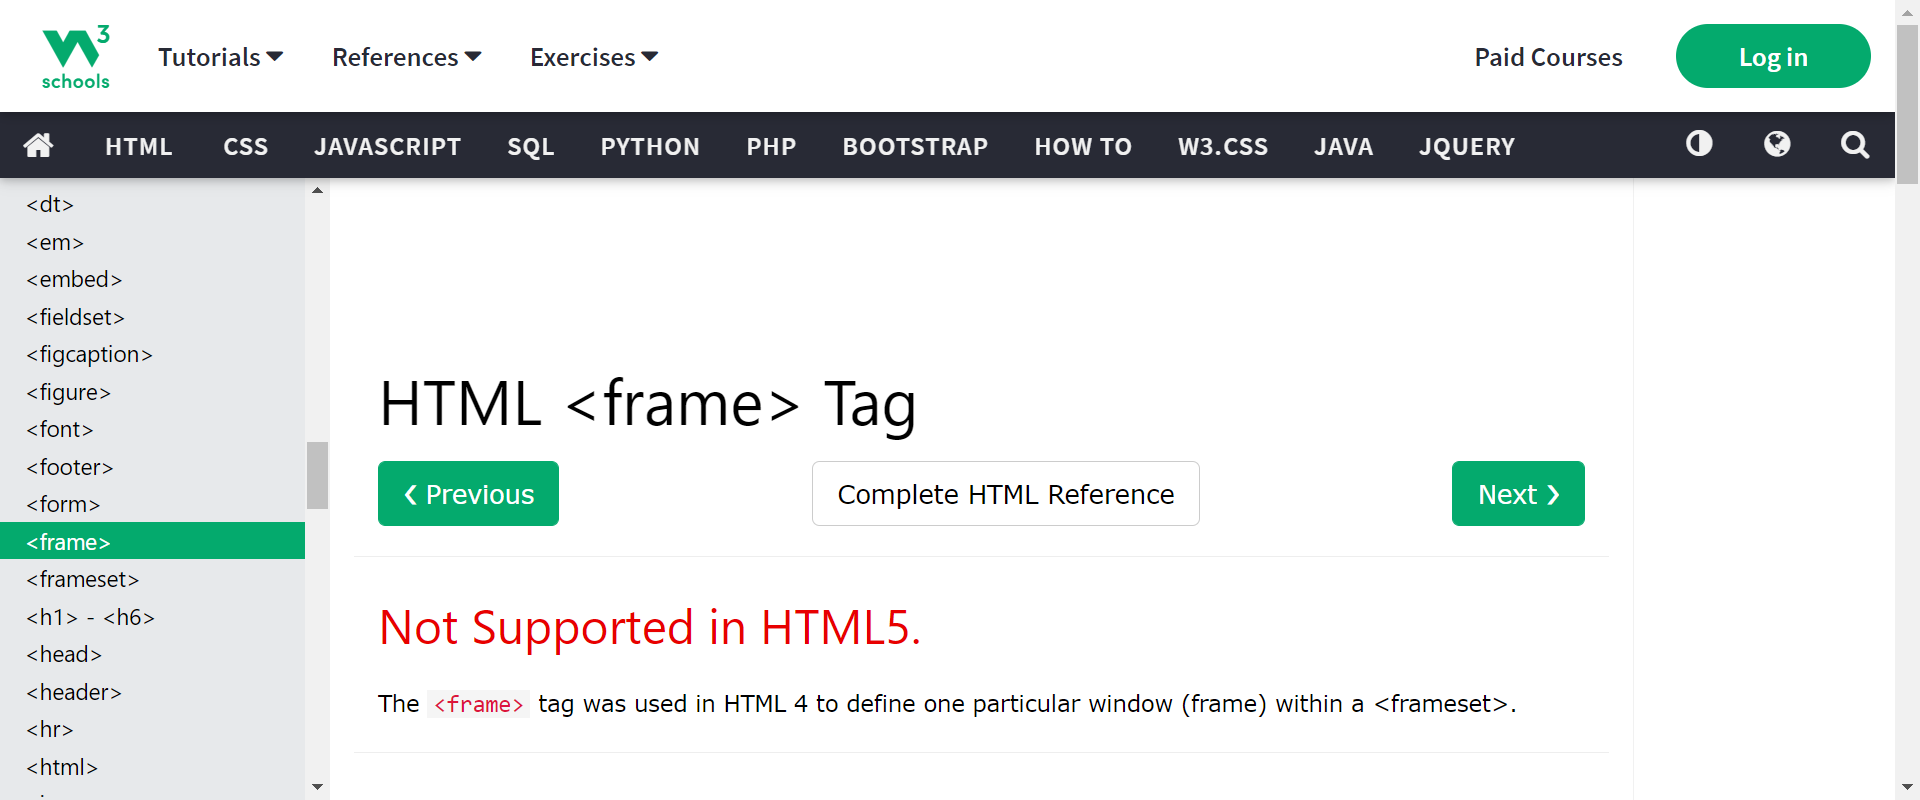 W3 schools
Tutorials References Exercises Paid Courses Log in
HTML CSS JAVASCRIPT SQL PYTHON PHP BOOTSTRAP HOW TO W3.CSS JAVA JQUERY
<dt>
<em>
<embed>
<fieldset>
<figcaption>
<figure>
<font>
<footer>
<form>
<frame>
<frameset>
<h1> - <h6>
<head>
<header>
<hr>
<html>
HTML <frame> Tag
❮ Previous
Complete HTML Reference
Next ❯
Not Supported in HTML5.
The <frame> tag was used in HTML 4 to define one particular window (frame) within a <frameset>.